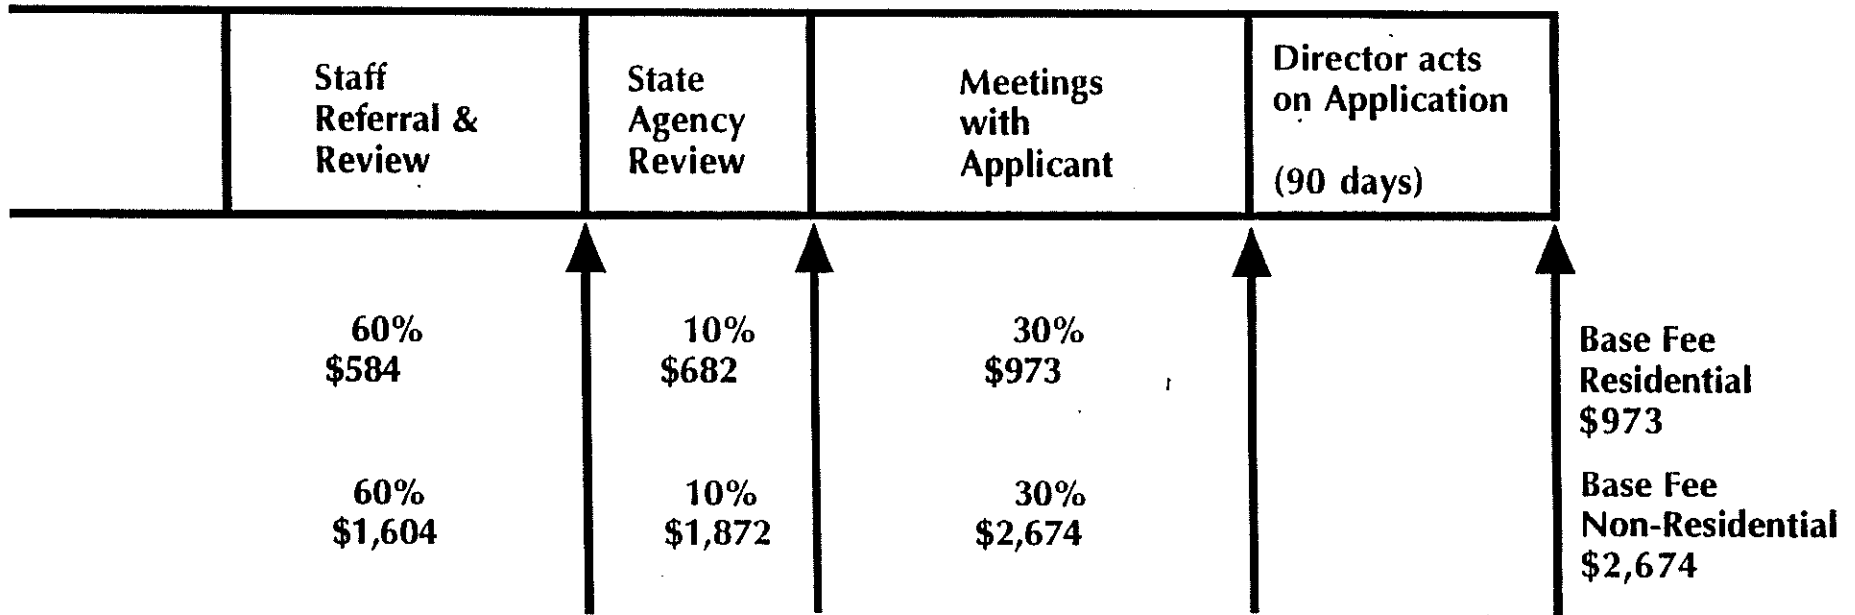 Staff
Referral &
Review
State
Agency
Review
Meetings
with
Applicant
Director acts
on Application
(90 days)
60%
$584
10%
$682
30%
$973
Base Fee
Residential
$973
60%
$1,604
10%
$1,872
30%
$2,674
Base Fee
Non-Residential
$2,674